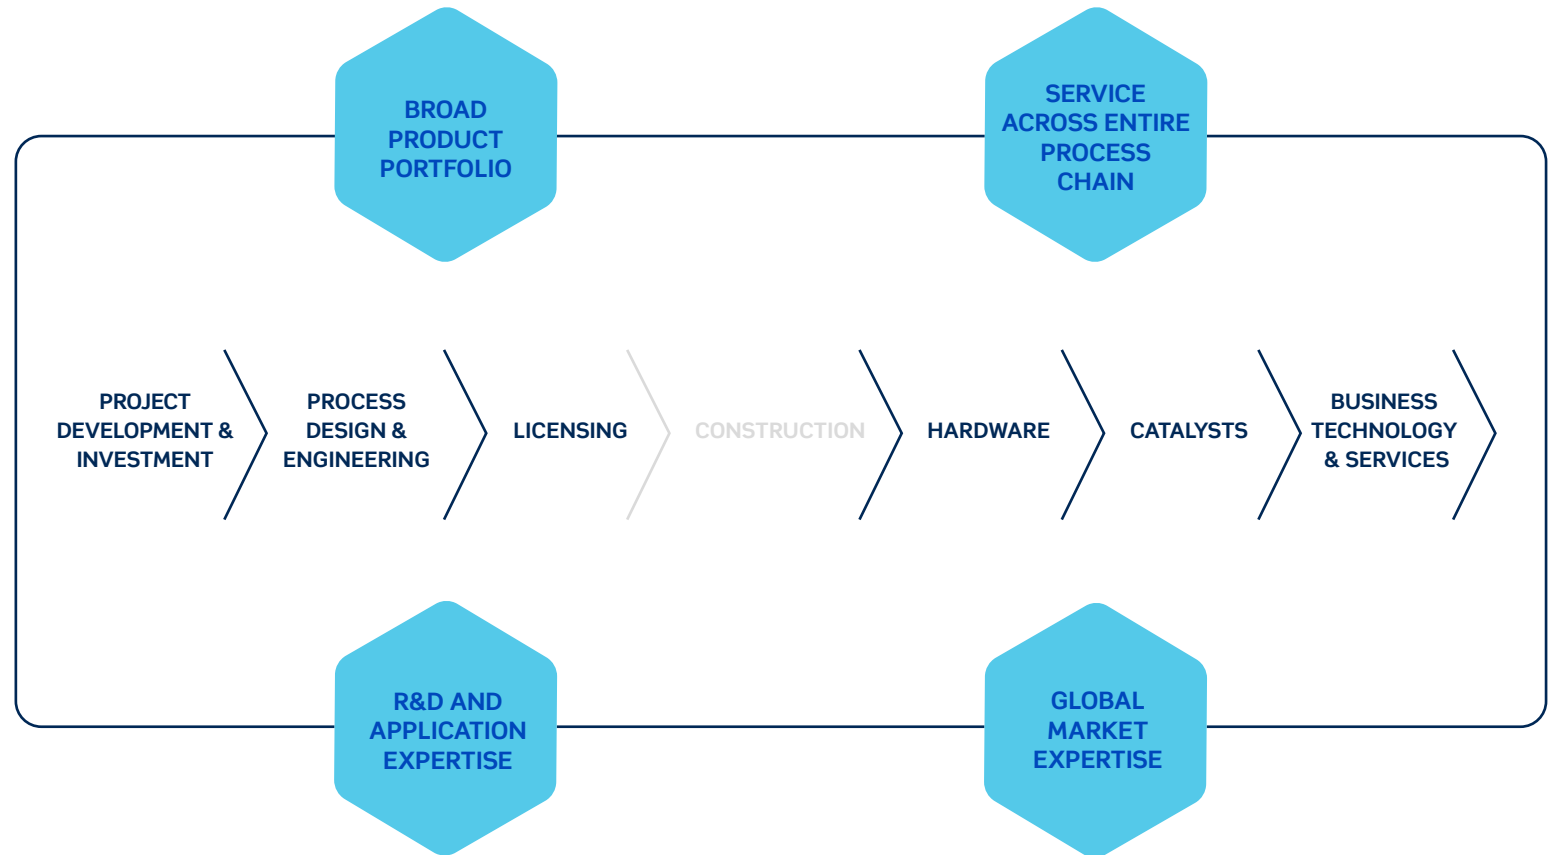 BROAD
PRODUCT
PORTFOLIO
SERVICE
ACROSS ENTIRE
PROCESS
CHAIN
PROJECT
DEVELOPMENT &
INVESTMENT
PROCESS
DESIGN &
ENGINEERING
LICENSING
CONSTRUCTION
HARDWARE
CATALYSTS
BUSINESS
TECHNOLOGY
& SERVICES
R&D AND
APPLICATION
EXPERTISE
GLOBAL
MARKET
EXPERTISE